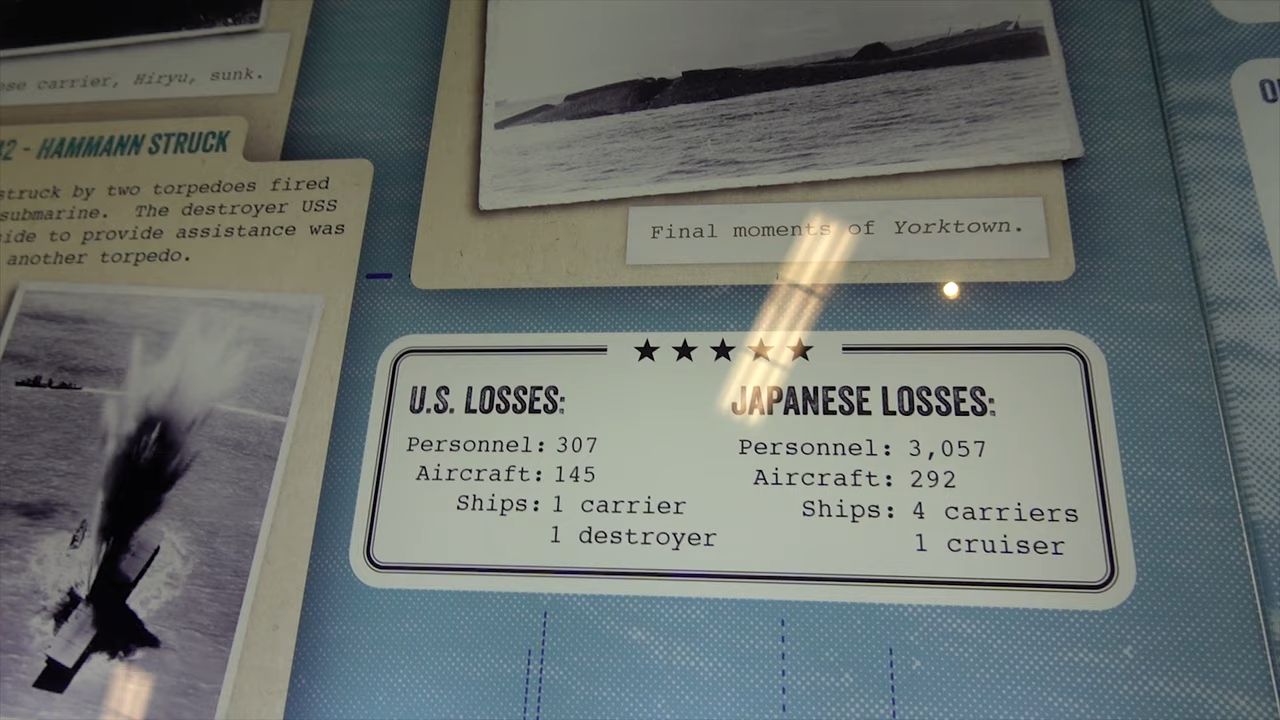 ese carrier, Hiryu, sunk.
42 - HAMMANN STRUCK
struck by two torpedoes fired
submarine. The destroyer USS
side to provide assistance was
another torpedo.
Final moments of Yorktown.
U.S. LOSSES:
Personnel: 307
Aircraft: 145
Ships: 1 carrier
1 destroyer
JAPANESE LOSSES:
Personnel: 3,057
Aircraft: 292
Ships: 4 carriers
1 cruiser